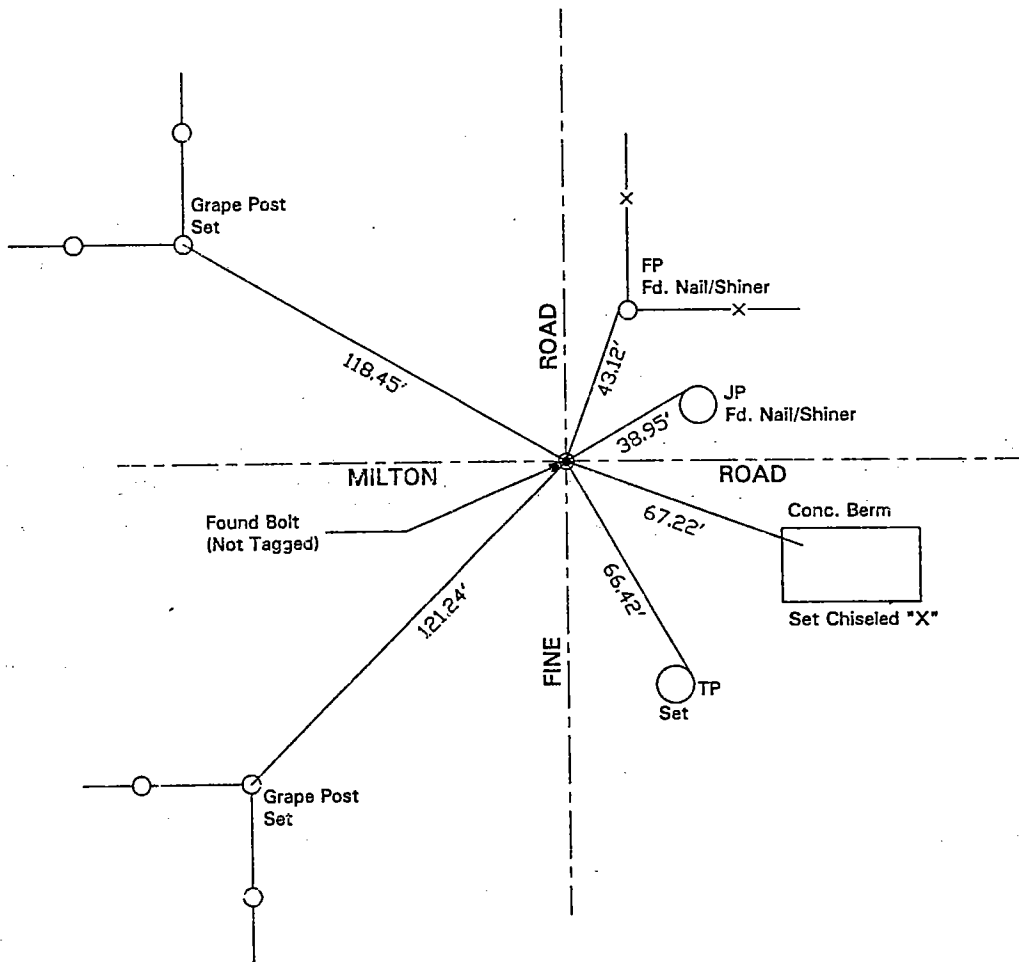 Grape Post
Set
FP
Fd. Nail/Shiner
ROAD
118.45'
43.12'
JP
Fd. Nail/Shiner
38.95'
MILTON
ROAD
Conc. Berm
67.22'
Found Bolt
(Not Tagged)
66.42'
121.24'
Set Chiseled "X"
FINE
TP
Set
Grape Post
Set